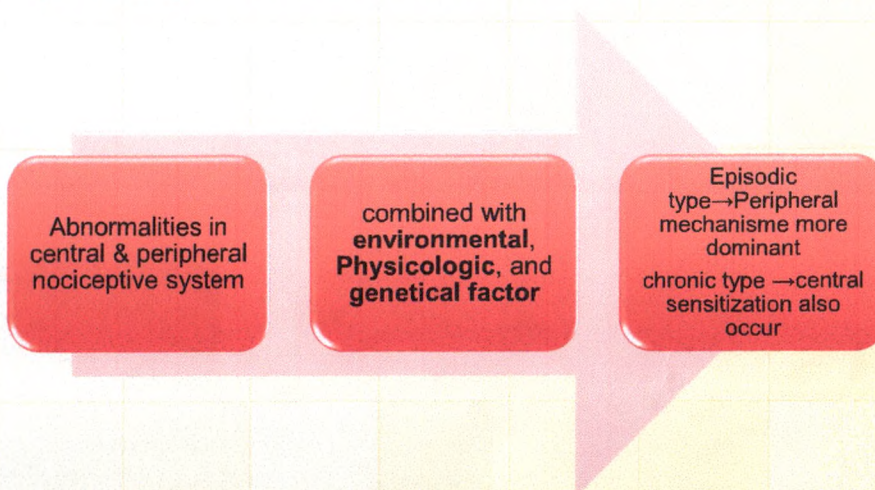 Abnormalities in
central & peripheral
nociceptive system
combined with
environmental,
Physicologic, and
genetical factor
Episodic
type→Peripheral
mechanisme more
dominant
chronic type →central
sensitization also
occur